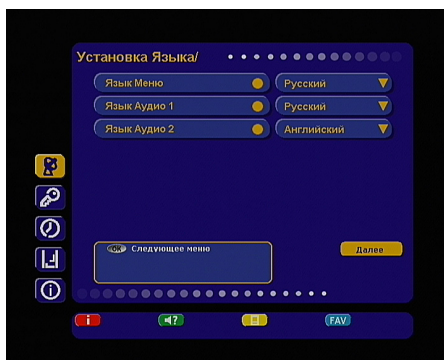 Установка Языка/
Язык Меню Русский
Язык Аудио 1 Русский
Язык Аудио 2 Английский
OK Следующее меню
Далее
i ? FAV